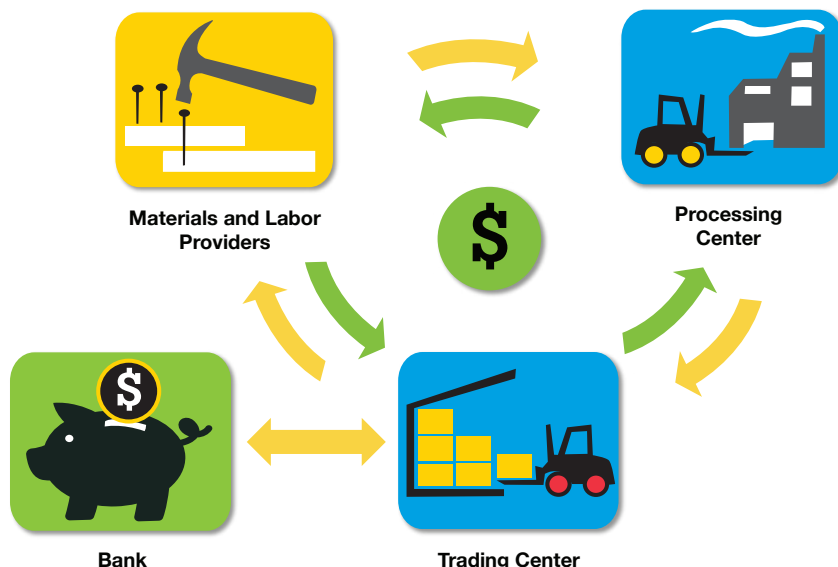 $
Materials and Labor
Providers
Processing
Center
$
Bank
Trading Center